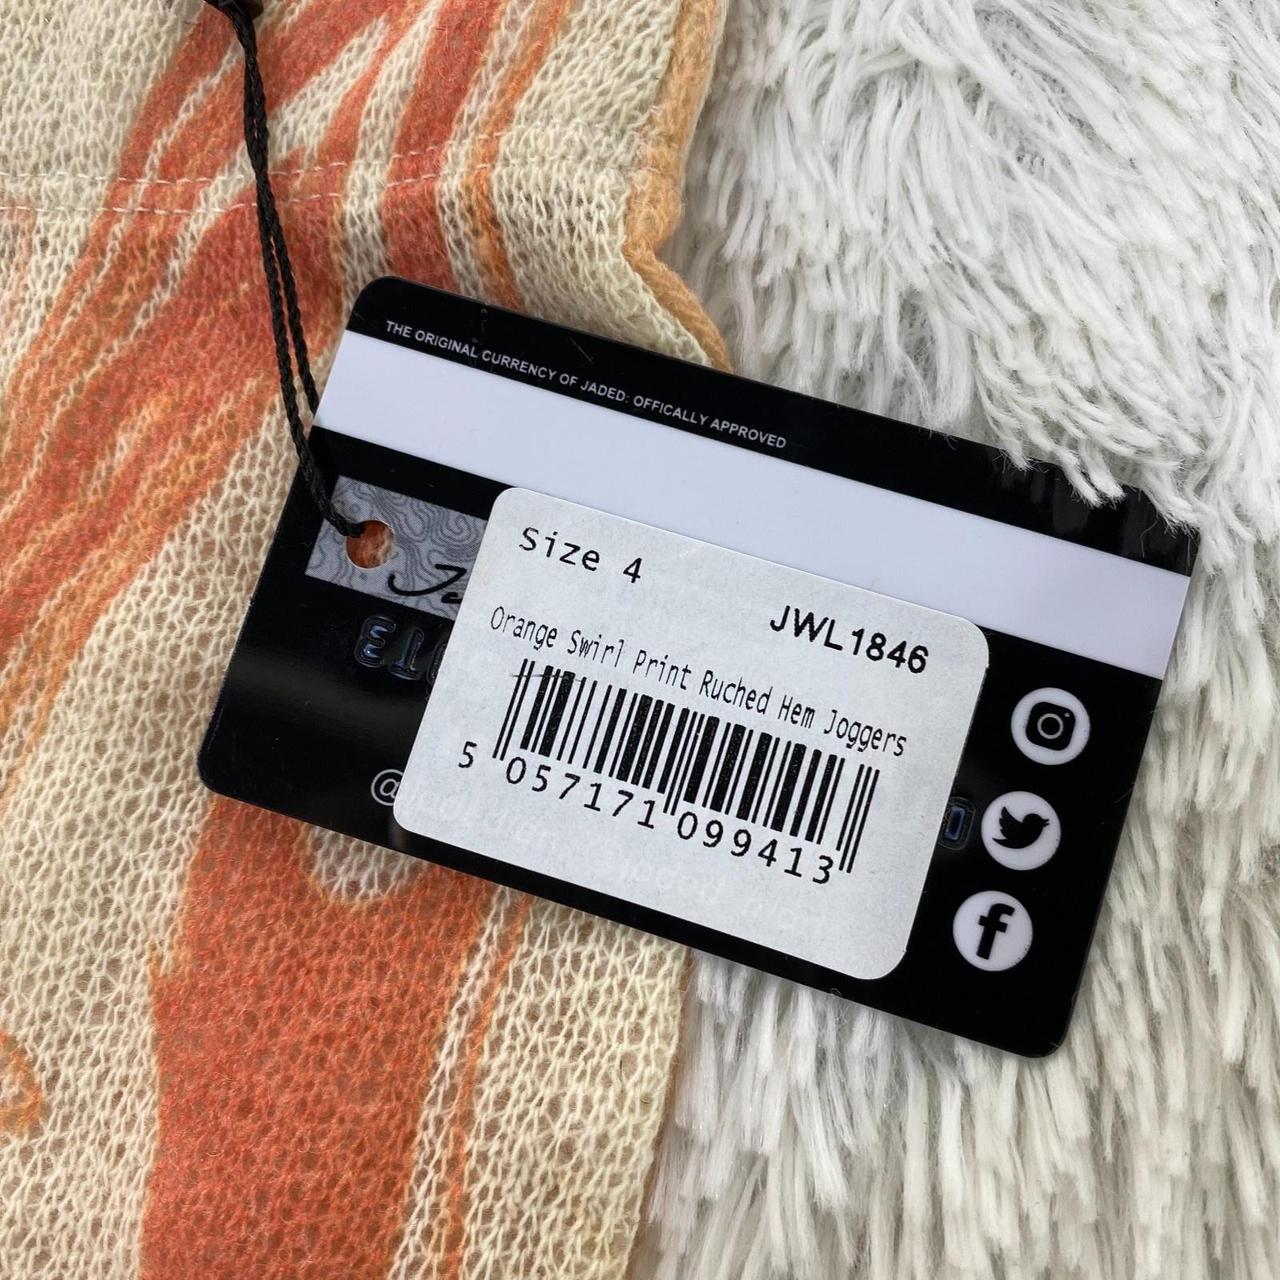 THE ORIGINAL CURRENCY OF JADED: OFFICALLY APPROVED
Size 4
JWL1846
Orange Swirl Print Ruched Hem Joggers
5 057171 099413